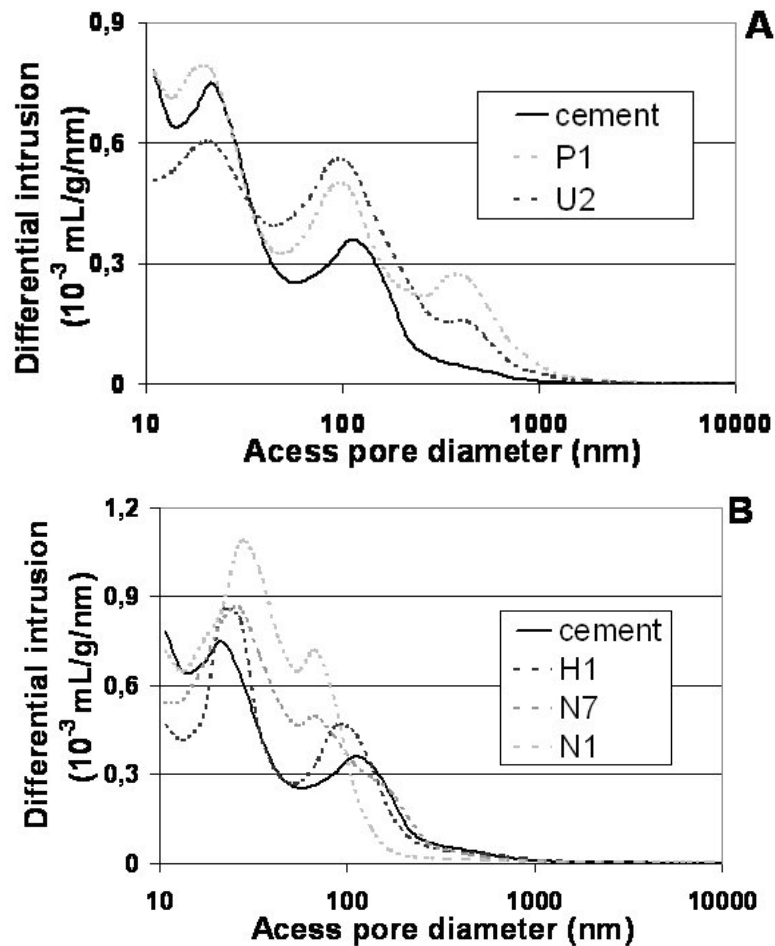 A
Differential intrusion
(10⁻³ mL/g/nm)
0,9
0,6
0,3
0
cement
P1
U2
10
100
1000
10000
Acess pore diameter (nm)
B
Differential intrusion
(10⁻³ mL/g/nm)
1,2
0,9
0,6
0,3
0
cement
H1
N7
N1
10
100
1000
10000
Acess pore diameter (nm)